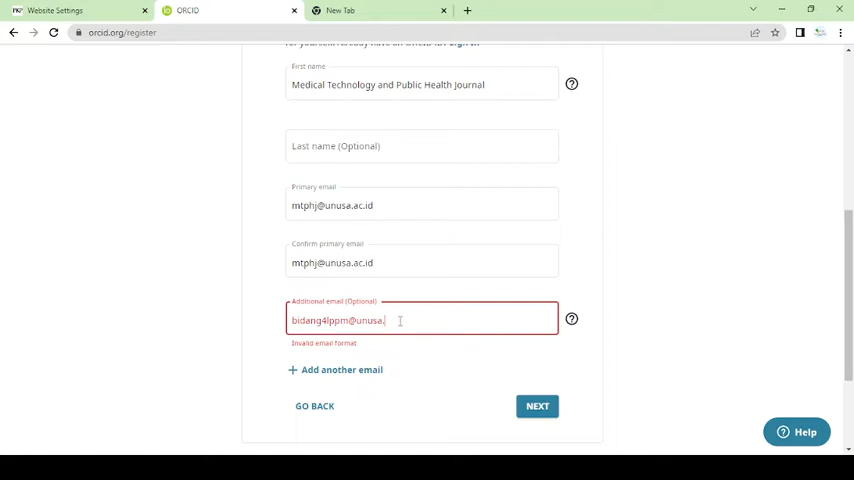 PKP Website Settings
iD ORCID
New Tab
orcid.org/register
First name
Medical Technology and Public Health Journal
Last name (Optional)
Primary email
mtphj@unusa.ac.id
Confirm primary email
mtphj@unusa.ac.id
Additional email (Optional)
bidang4lppm@unusa.
Invalid email format
Add another email
GO BACK
NEXT
Help